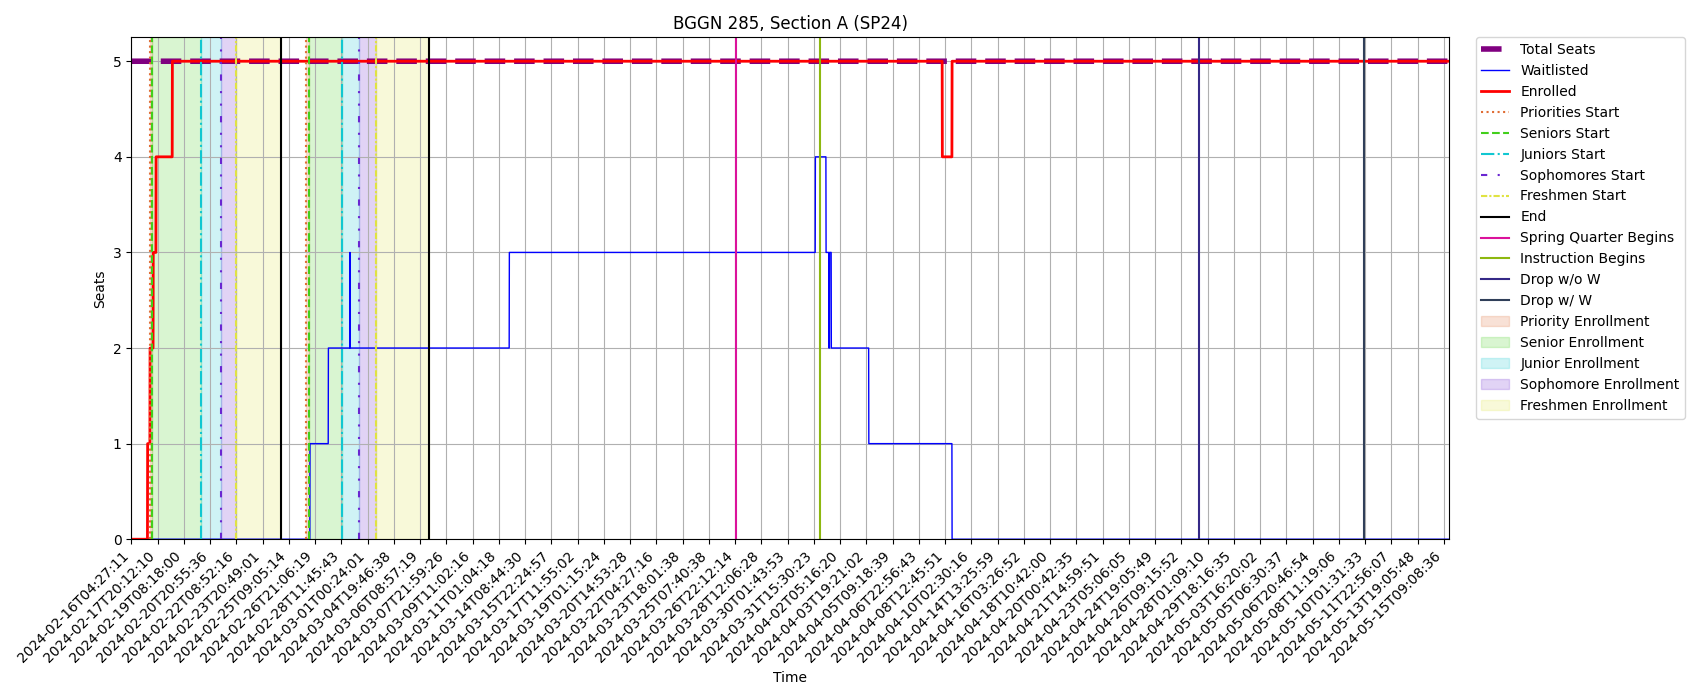 BGGN 285, Section A (SP24)
Seats
5
4
3
2
1
0
2024-02-16T04:27:11
2024-02-17T20:12:10
2024-02-19T08:18:00
2024-02-20T20:55:36
2024-02-22T08:52:16
2024-02-23T20:49:01
2024-02-25T09:05:14
2024-02-26T21:06:19
2024-02-28T11:45:43
2024-03-01T00:24:01
2024-03-04T19:46:38
2024-03-06T08:57:19
2024-03-07T21:59:26
2024-03-09T11:02:16
2024-03-11T01:04:18
2024-03-14T08:44:30
2024-03-15T22:24:57
2024-03-17T11:55:02
2024-03-19T01:15:24
2024-03-20T14:53:28
2024-03-22T04:27:16
2024-03-23T18:01:38
2024-03-25T07:40:38
2024-03-26T22:12:14
2024-03-28T12:06:28
2024-03-30T01:43:53
2024-03-31T15:30:23
2024-04-02T05:16:20
2024-04-03T19:21:02
2024-04-05T09:18:39
2024-04-06T22:56:43
2024-04-08T12:45:51
2024-04-10T02:30:16
2024-04-14T13:25:59
2024-04-16T03:26:52
2024-04-18T10:42:00
2024-04-20T00:42:35
2024-04-21T14:59:51
2024-04-23T05:06:05
2024-04-24T19:05:49
2024-04-26T09:15:52
2024-04-28T01:09:10
2024-04-29T18:16:35
2024-05-03T16:20:02
2024-05-05T06:30:37
2024-05-06T20:46:54
2024-05-08T11:19:06
2024-05-10T01:31:33
2024-05-11T22:56:07
2024-05-13T19:05:48
2024-05-15T09:08:36
Time
Total Seats
Waitlisted
Enrolled
Priorities Start
Seniors Start
Juniors Start
Sophomores Start
Freshmen Start
End
Spring Quarter Begins
Instruction Begins
Drop w/o W
Drop w/ W
Priority Enrollment
Senior Enrollment
Junior Enrollment
Sophomore Enrollment
Freshmen Enrollment